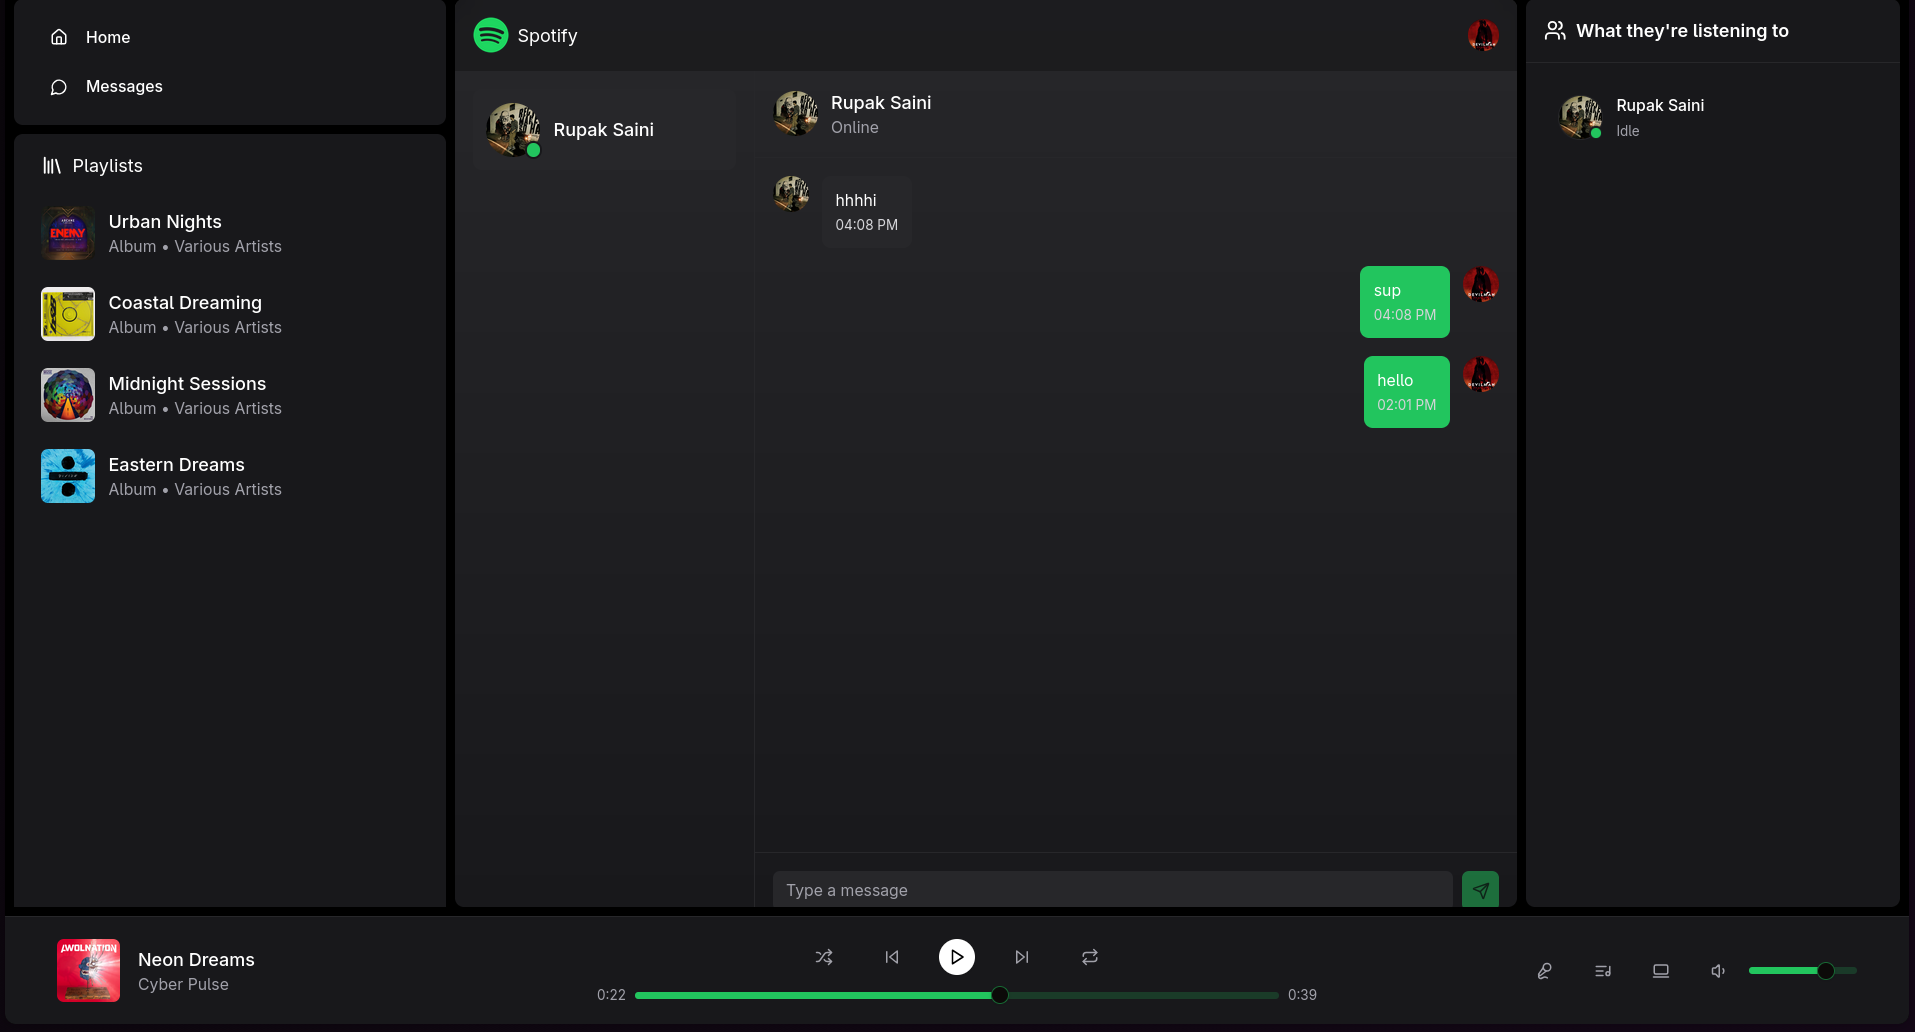 Home
Messages
Playlists
Urban Nights
Album • Various Artists
Coastal Dreaming
Album • Various Artists
Midnight Sessions
Album • Various Artists
Eastern Dreams
Album • Various Artists
Spotify
Rupak Saini
Rupak Saini
Online
hhhhi
04:08 PM
sup
04:08 PM
hello
02:01 PM
Type a message
What they're listening to
Rupak Saini
Idle
ENEMY
AWOLNATION
Neon Dreams
Cyber Pulse
0:22
0:39